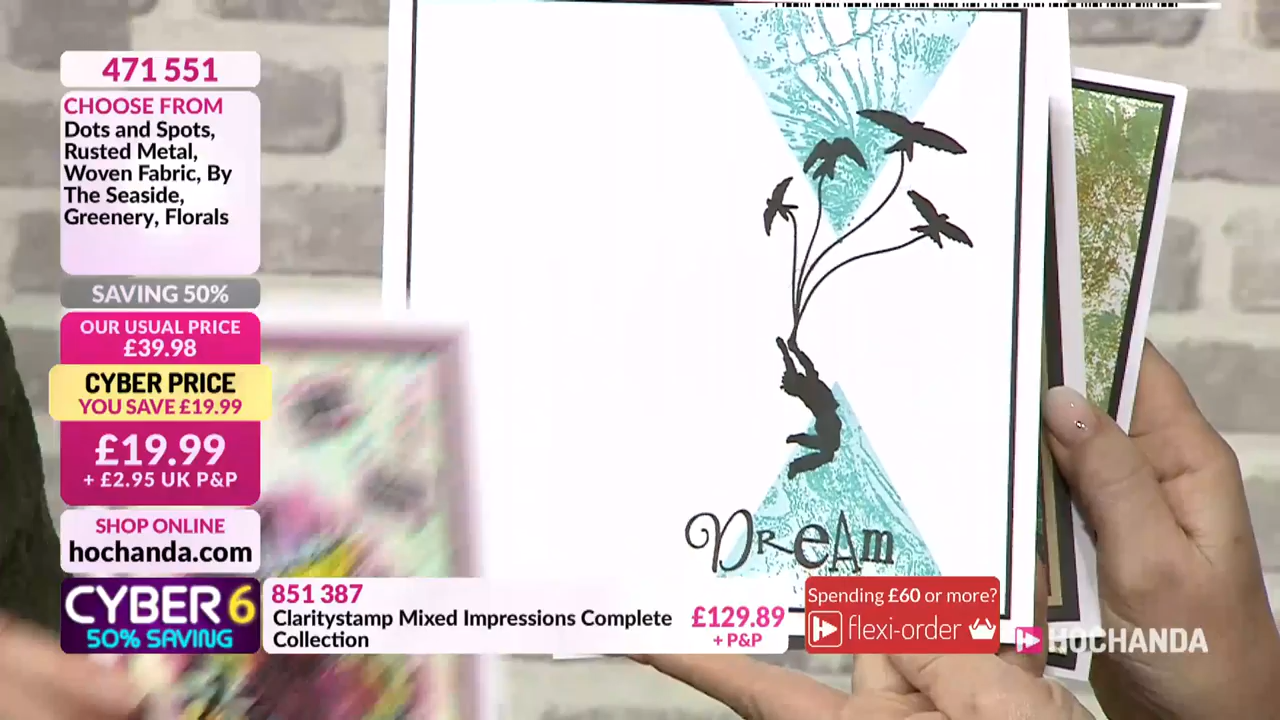 471 551
CHOOSE FROM
Dots and Spots,
Rusted Metal,
Woven Fabric, By
The Seaside,
Greenery, Florals
SAVING 50%
OUR USUAL PRICE
£39.98
CYBER PRICE
YOU SAVE £19.99
£19.99
+ £2.95 UK P&P
SHOP ONLINE
hochanda.com
CYBER 6
50% SAVING
DReAm
851 387
Claritystamp Mixed Impressions Complete
Collection
£129.89
+ P&P
Spending £60 or more?
flexi-order
HOCHANDA